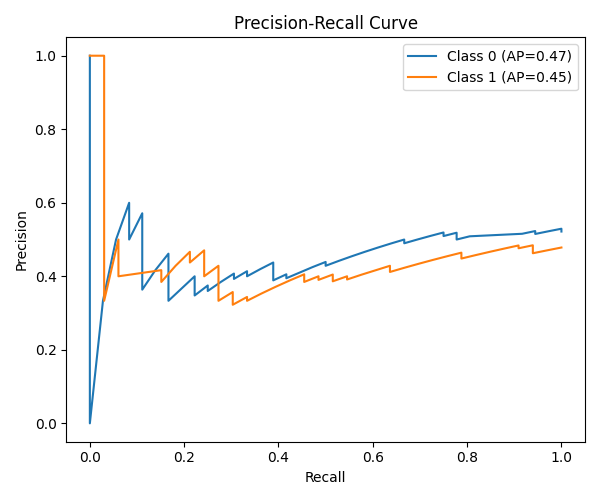 Precision-Recall Curve
Class 0 (AP=0.47)
Class 1 (AP=0.45)
Precision
1.0
0.8
0.6
0.4
0.2
0.0
0.0 0.2 0.4 0.6 0.8 1.0
Recall